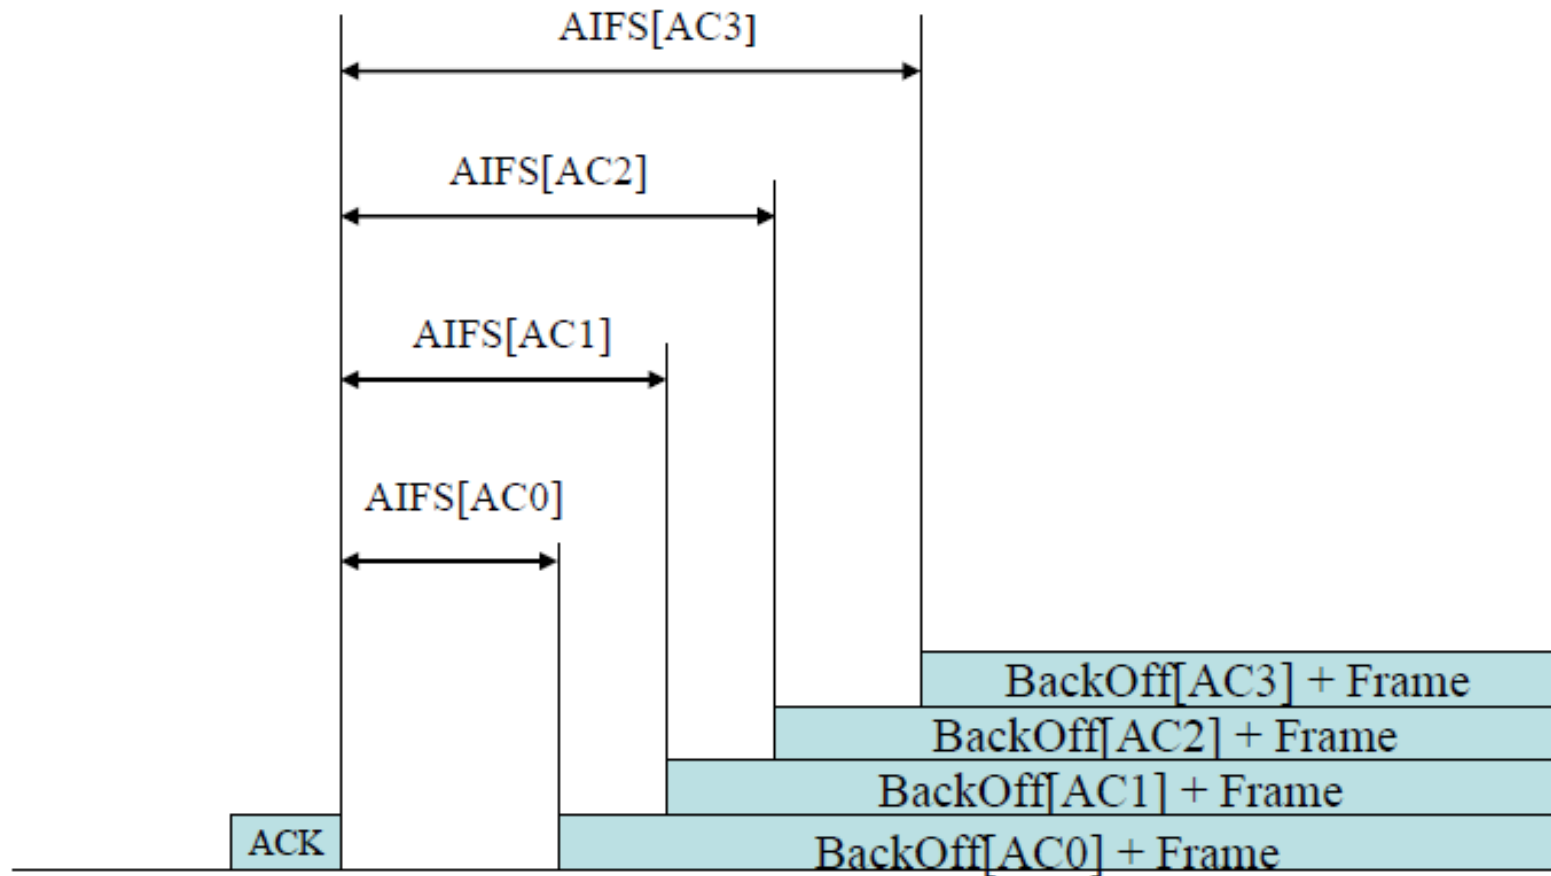 AIFS[AC3]
AIFS[AC2]
AIFS[AC1]
AIFS[AC0]
BackOff[AC3] + Frame
BackOff[AC2] + Frame
BackOff[AC1] + Frame
ACK
BackOff[AC0] + Frame